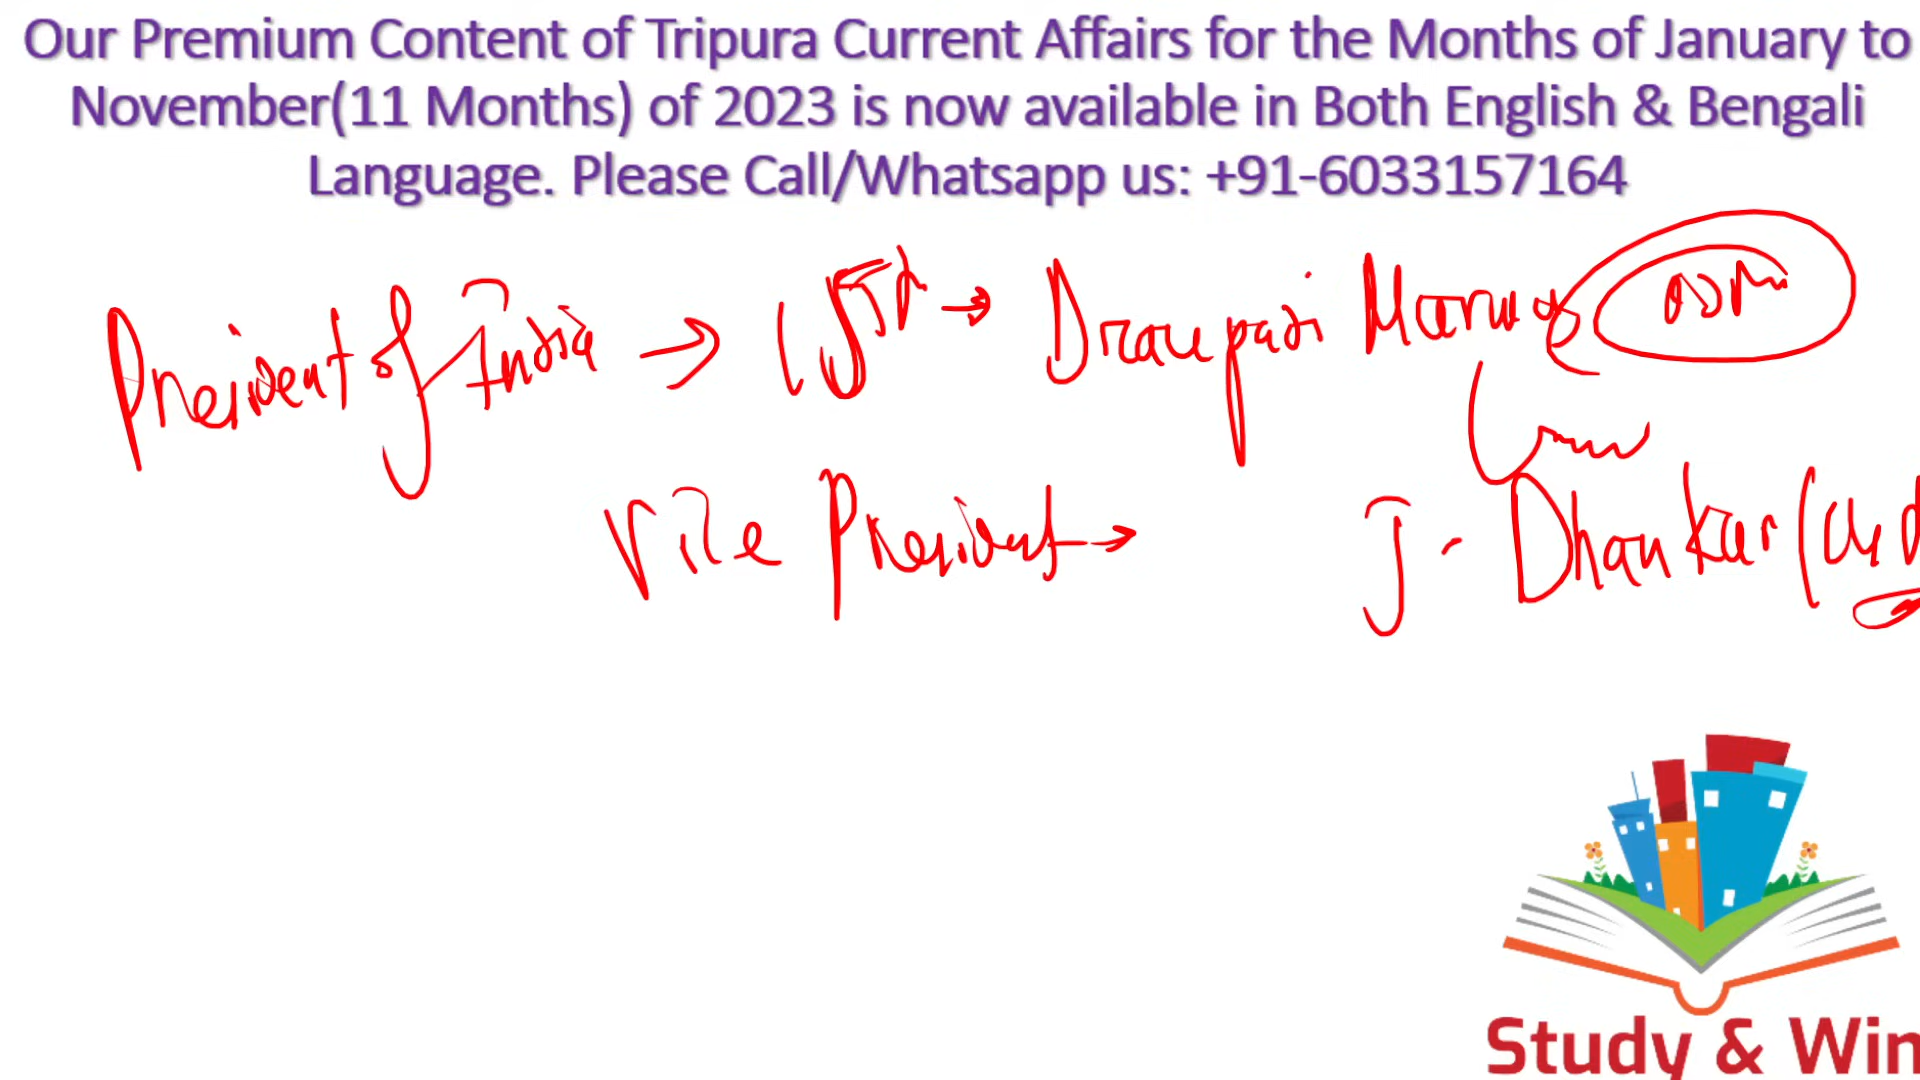 Our Premium Content of Tripura Current Affairs for the Months of January to
November(11 Months) of 2023 is now available in Both English & Bengali
Language. Please Call/Whatsapp us: +91-6033157164
President of India → 15th → Draupadi Murmu
Vice President → J. Dhankar (
Study & Win